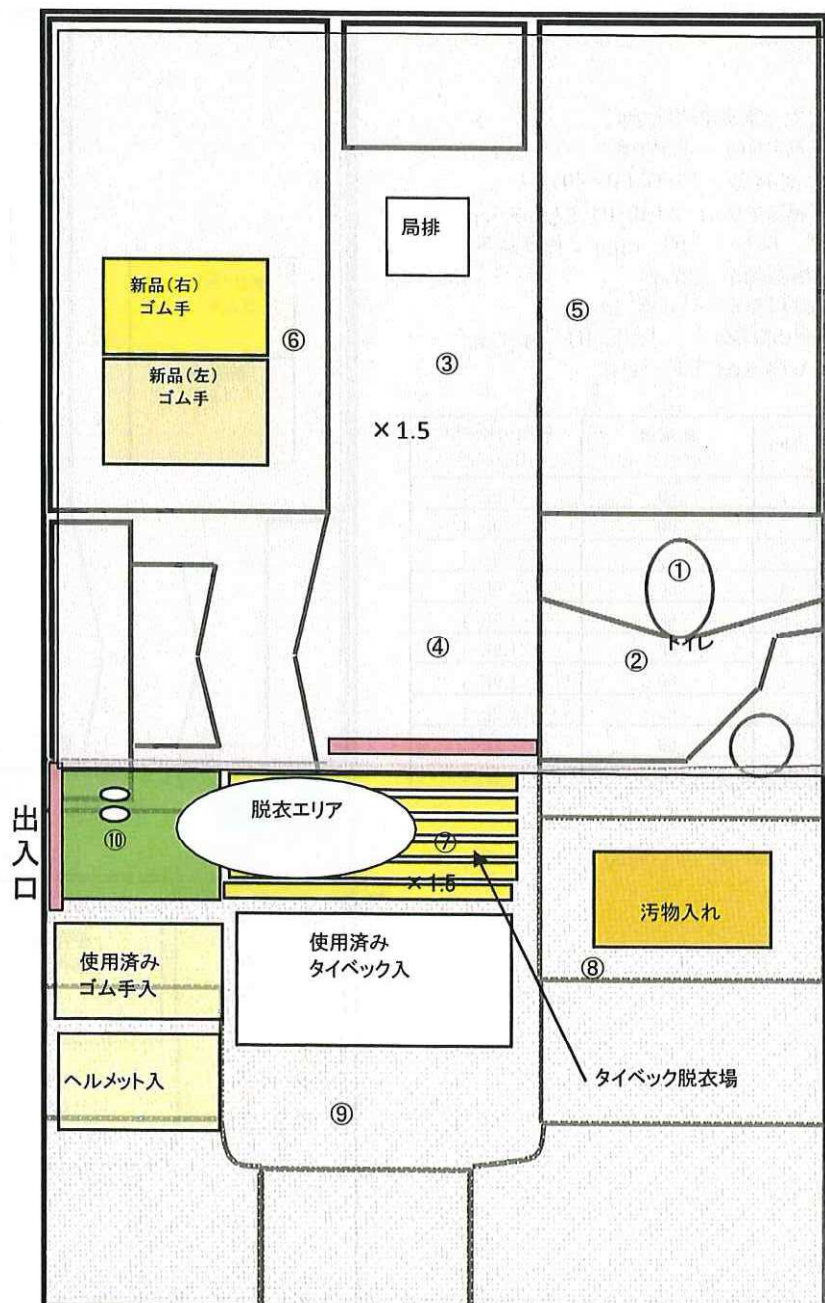 局排
新品(右)
ゴム手
⑥
⑤
新品(左)
ゴム手
③
×1.5
①
④
②
トイレ
出入口
⑩
脱衣エリア
⑦
×1.5
汚物入れ
使用済み
ゴム手入
使用済み
タイベック入
⑧
ヘルメット入
タイベック脱衣場
⑨